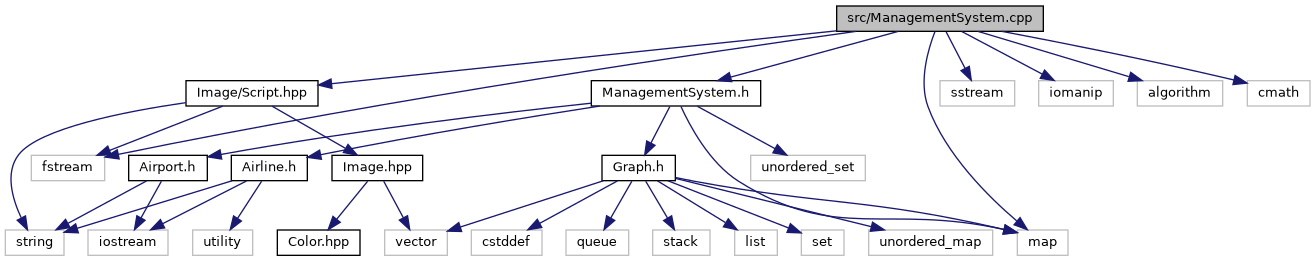 src/ManagementSystem.cpp
Image/Script.hpp
ManagementSystem.h
sstream
iomanip
algorithm
cmath
fstream
Airport.h
Airline.h
Image.hpp
Graph.h
unordered_set
string
iostream
utility
Color.hpp
vector
cstddef
queue
stack
list
set
unordered_map
map